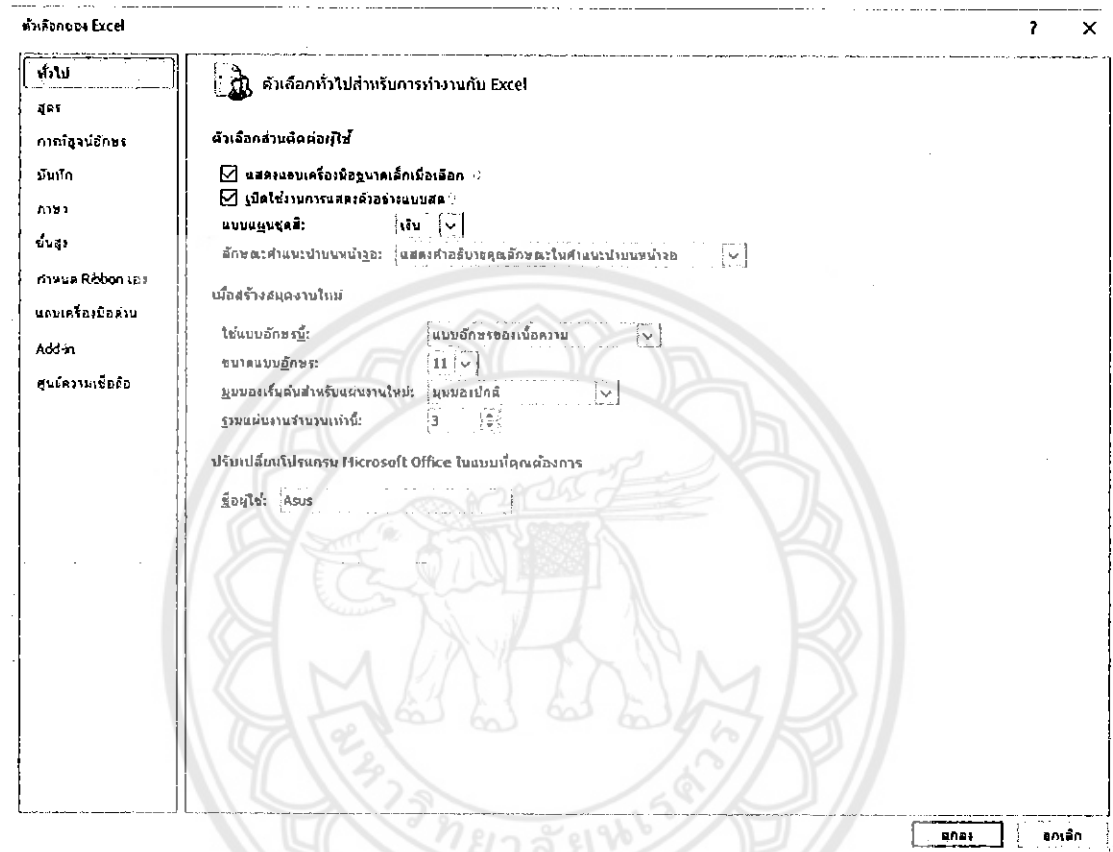 ตัวเลือกของ Excel ? ×
ทั่วไป
สูตร
การพิสูจน์อักษร
บันทึก
ภาษา
ขั้นสูง
กำหนด Ribbon เอง
แถบเครื่องมือด่วน
Add-in
ศูนย์ความเชื่อถือ
ตัวเลือกทั่วไปสำหรับการทำงานกับ Excel
ตัวเลือกส่วนติดต่อผู้ใช้
แสดงแถบเครื่องมือขนาดเล็กเมื่อเลือก
เปิดใช้งานการแสดงตัวอย่างแบบสด
แบบแผนชุดสี: เงิน
ลักษณะคำแนะนำบนหน้าจอ: แสดงคำอธิบายคุณลักษณะในคำแนะนำบนหน้าจอ
เมื่อสร้างสมุดงานใหม่
ใช้แบบอักษรนี้: แบบอักษรของเนื้อความ
ขนาดแบบอักษร: 11
มุมมองเริ่มต้นสำหรับแผ่นงานใหม่: มุมมองปกติ
รวมแผ่นงานจำนวนเท่านี้: 3
ปรับเปลี่ยนโปรแกรม Microsoft Office ในแบบที่คุณต้องการ
ชื่อผู้ใช้: Asus
มหาวิทยาลัยนเรศวร
ตกลง ยกเลิก